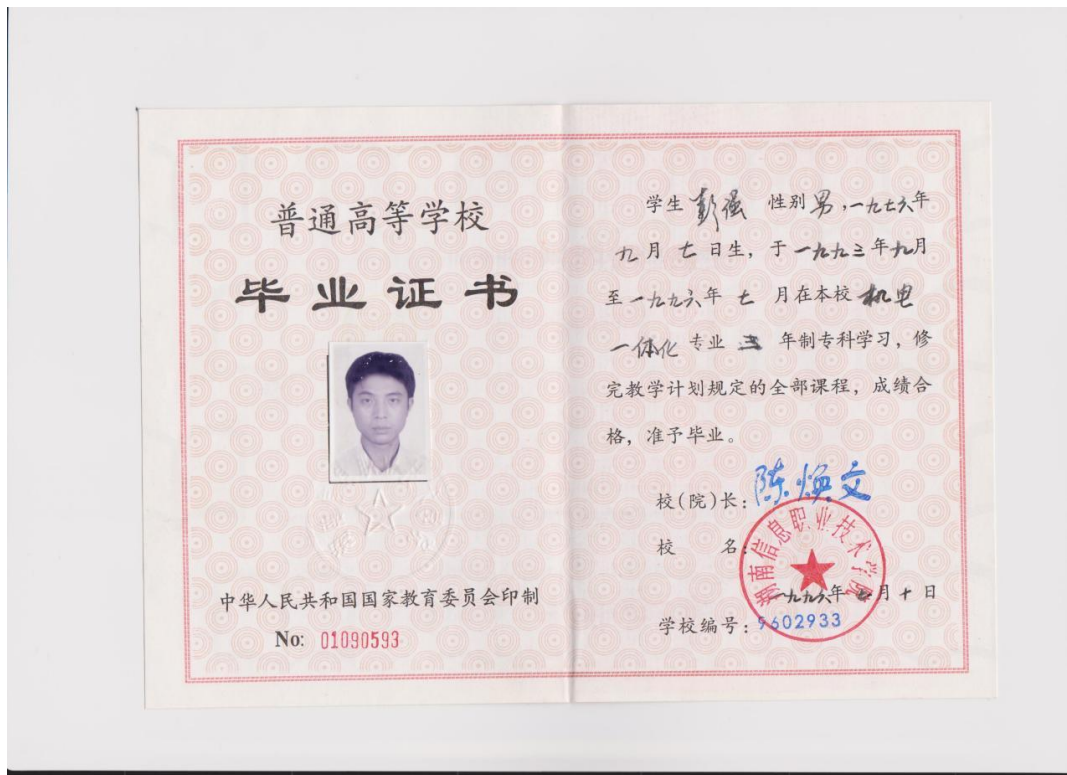 普通高等学校
毕业证书
中华人民共和国国家教育委员会印制
No: 01090593
学生彭强 性别男,一九七六年
九月七日生，于一九九三年九月
至一九九六年七月在本校机电
一体化专业三年制专科学习，修
完教学计划规定的全部课程，成绩合
格，准予毕业。
校(院)长：陈焕文
校 名：
湖南信息职业技术学院
一九九六年七月十日
学校编号：9602933